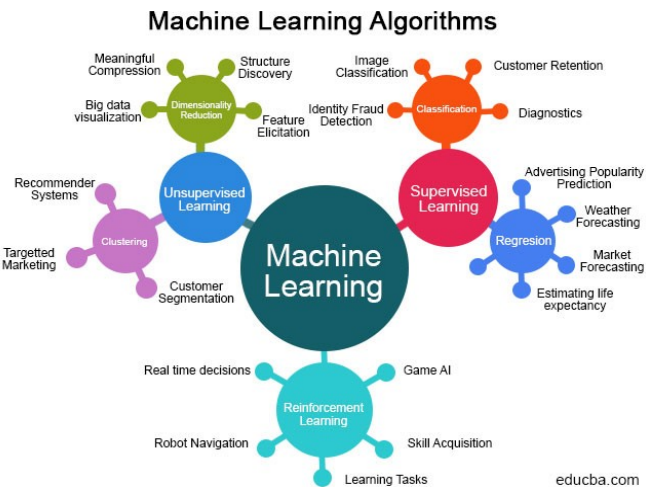 Machine Learning Algorithms
Meaningful
Compression
Structure
Discovery
Big data
visualization
Dimensionality
Reduction
Feature
Elicitation
Image
Classification
Customer Retention
Identity Fraud
Detection
Classification
Diagnostics
Unsupervised
Learning
Supervised
Learning
Recommender
Systems
Clustering
Targetted
Marketing
Customer
Segmentation
Advertising Popularity
Prediction
Weather
Forecasting
Regresion
Market
Forecasting
Estimating life
expectancy
Machine
Learning
Real time decisions
Game AI
Reinforcement
Learning
Robot Navigation
Skill Acquisition
Learning Tasks
educba.com